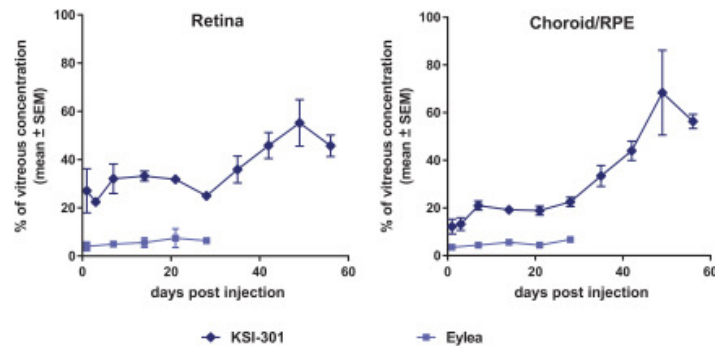 Retina
Choroid/RPE
% of vitreous concentration
(mean ± SEM)
100
80
60
40
20
0
0 20 40 60
days post injection
% of vitreous concentration
(mean ± SEM)
100
80
60
40
20
0
0 20 40 60
days post injection
KSI-301
Eylea